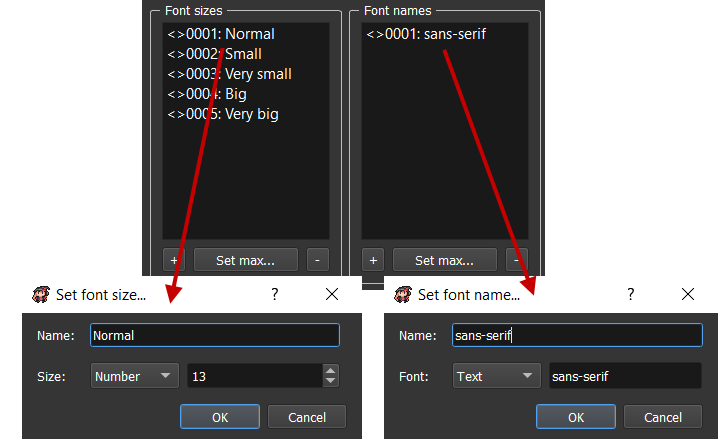 Font sizes
<>0001: Normal
<>0002: Small
<>0003: Very small
<>0004: Big
<>0005: Very big
+
Set max...
-
Font names
<>0001: sans-serif
+
Set max...
-
Set font size...
?
Name:
Normal
Size:
Number
13
OK
Cancel
Set font name...
?
Name:
sans-serif
Font:
Text
sans-serif
OK
Cancel